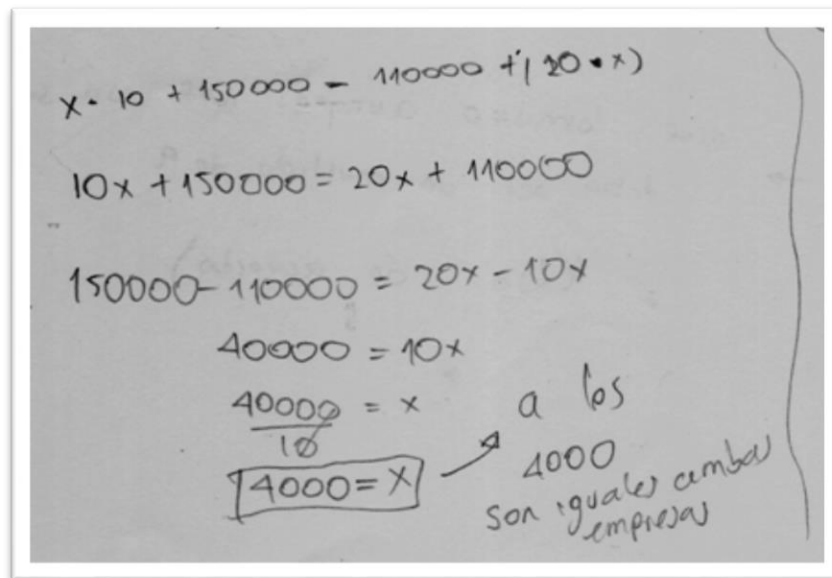 x · 10 + 150000 - 110000 + (20 · x)
10x + 150000 = 20x + 110000
150000 - 110000 = 20x - 10x
40000 = 10x
40000 = x
10
4000 = x
a los
4000
son iguales ambas
empresas